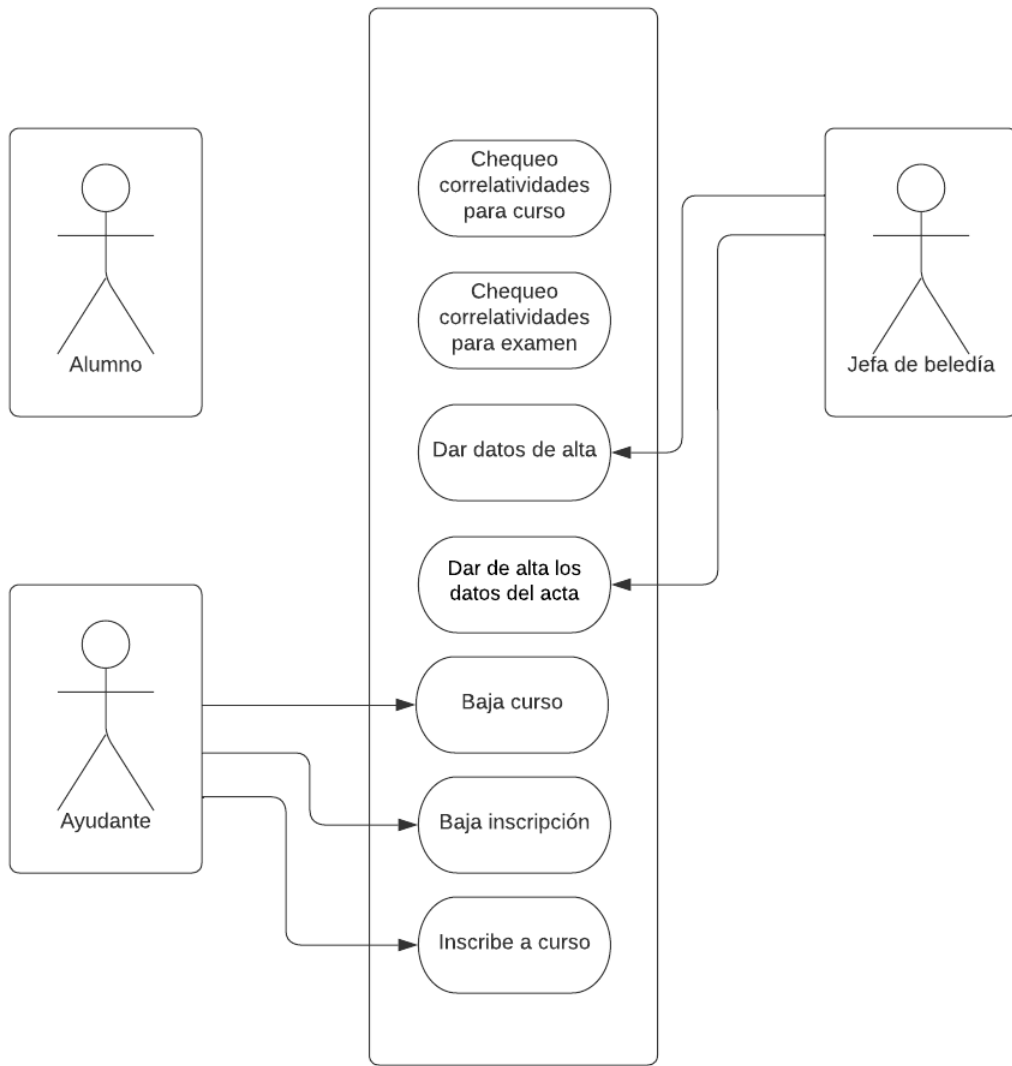 Chequeo
correlatividades
para curso
Chequeo
correlatividades
para examen
Alumno
Jefa de beledía
Dar datos de alta
Dar de alta los
datos del acta
Baja curso
Ayudante
Baja inscripción
Inscribe a curso